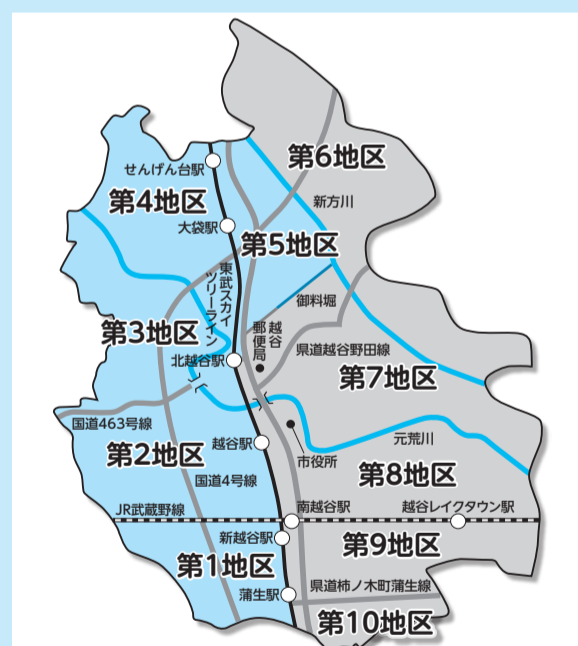 第6地区
せんげん台駅
第4地区
新方川
大袋駅
第5地区
東武スカイ
ツリーライン
御料堀
越谷
郵便局
第3地区
県道越谷野田線
北越谷駅
第7地区
国道463号線
元荒川
越谷駅
第2地区
市役所
第8地区
国道4号線
JR武蔵野線
南越谷駅
越谷レイクタウン駅
新越谷駅
第9地区
第1地区
県道柿ノ木町蒲生線
蒲生駅
第10地区